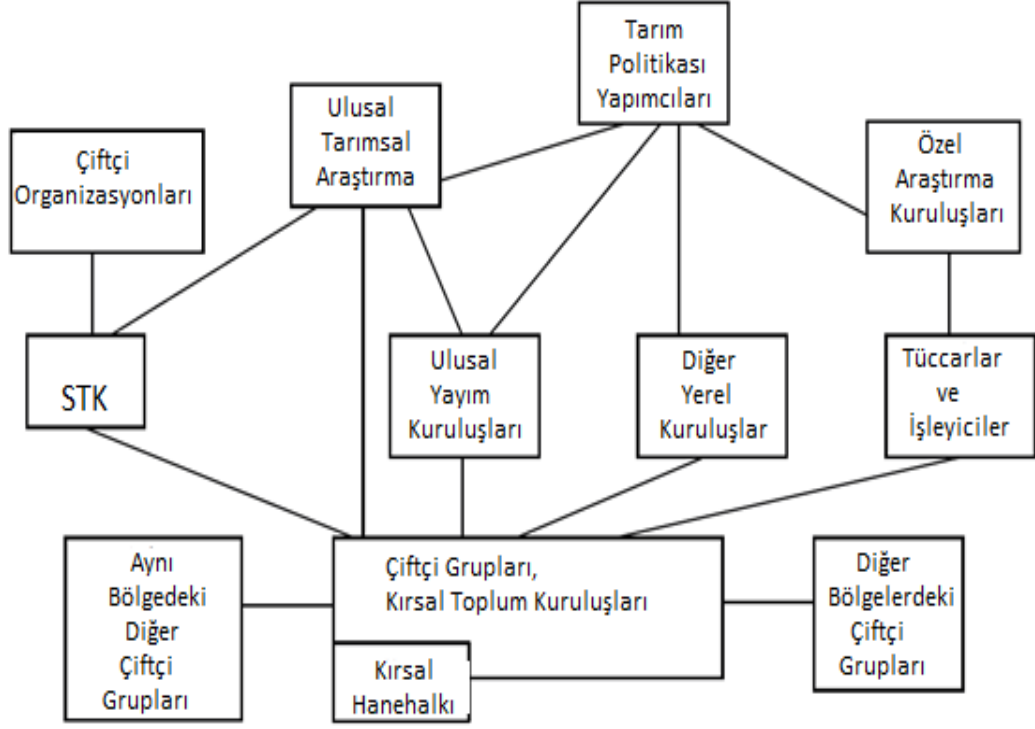 Tarım
Politikası
Yapımcıları
Ulusal
Tarımsal
Araştırma
Çiftçi
Organizasyonları
Özel
Araştırma
Kuruluşları
STK
Ulusal
Yayım
Kuruluşları
Diğer
Yerel
Kuruluşlar
Tüccarlar
ve
İşleyiciler
Aynı
Bölgedeki
Diğer
Çiftçi
Grupları
Çiftçi Grupları,
Kırsal Toplum Kuruluşları
Kırsal
Hanehalkı
Diğer
Bölgelerdeki
Çiftçi
Grupları